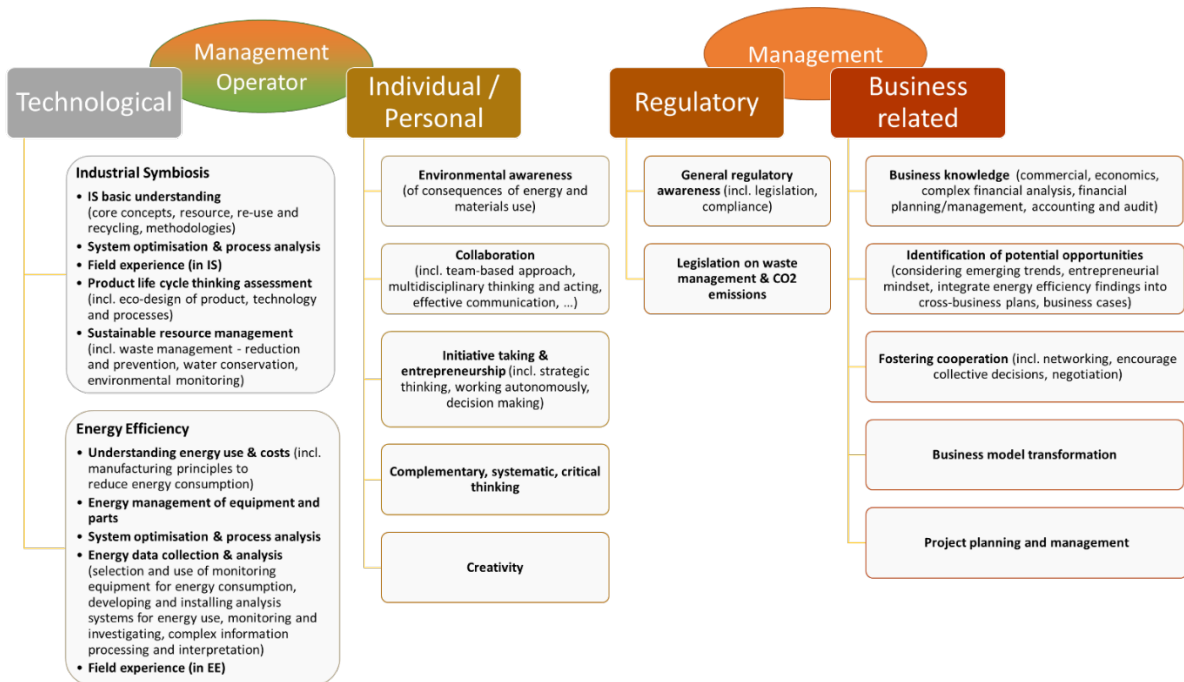 Management
Operator
Management
Technological
Individual /
Personal
Regulatory
Business
related
Industrial Symbiosis
• IS basic understanding
(core concepts, resource, re-use and
recycling, methodologies)
• System optimisation & process analysis
• Field experience (in IS)
• Product life cycle thinking assessment
(incl. eco-design of product, technology
and processes)
• Sustainable resource management
(incl. waste management - reduction
and prevention, water conservation,
environmental monitoring)
Energy Efficiency
• Understanding energy use & costs (incl.
manufacturing principles to
reduce energy consumption)
• Energy management of equipment and
parts
• System optimisation & process analysis
• Energy data collection & analysis
(selection and use of monitoring
equipment for energy consumption,
developing and installing analysis
systems for energy use, monitoring and
investigating, complex information
processing and interpretation)
• Field experience (in EE)
Environmental awareness
(of consequences of energy and
materials use)
Collaboration
(incl. team-based approach,
multidisciplinary thinking and acting,
effective communication, ...)
Initiative taking &
entrepreneurship (incl. strategic
thinking, working autonomously,
decision making)
Complementary, systematic, critical
thinking
Creativity
General regulatory
awareness (incl. legislation,
compliance)
Legislation on waste
management & CO2
emissions
Business knowledge (commercial, economics,
complex financial analysis, financial
planning/management, accounting and audit)
Identification of potential opportunities
(considering emerging trends, entrepreneurial
mindset, integrate energy efficiency findings into
cross-business plans, business cases)
Fostering cooperation (incl. networking, encourage
collective decisions, negotiation)
Business model transformation
Project planning and management